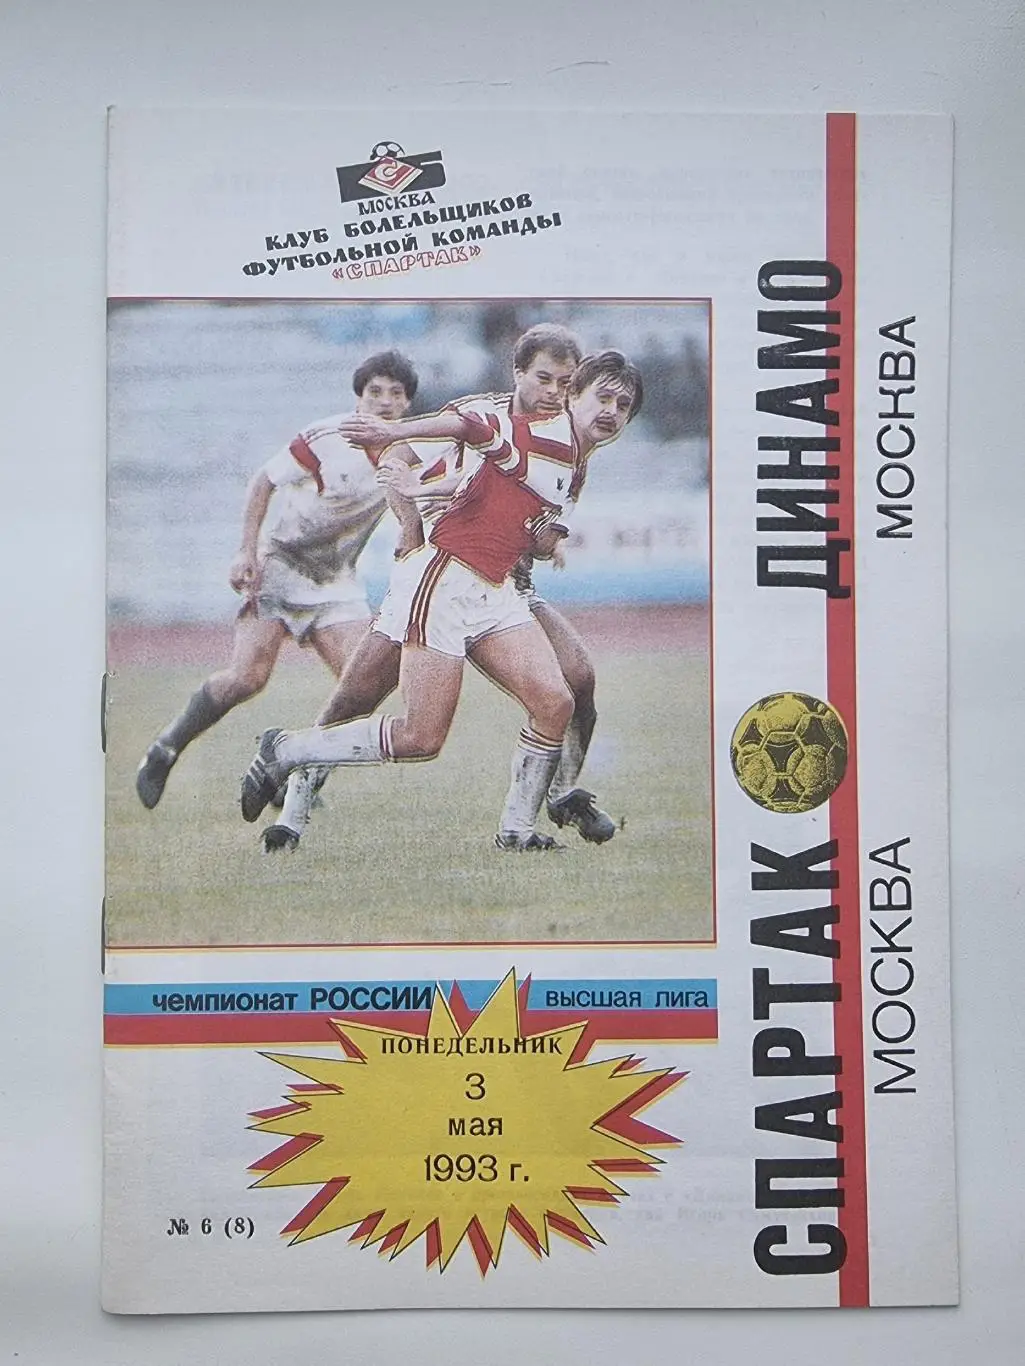 МОСКВА
КЛУБ БОЛЕЛЬЩИКОВ
ФУТБОЛЬНОЙ КОМАНДЫ
«СПАРТАК»
СПАРТАК ДИНАМО
МОСКВА МОСКВА
чемпионат РОССИИ высшая лига
ПОНЕДЕЛЬНИК
3
мая
1993 г.
№ 6 (8)